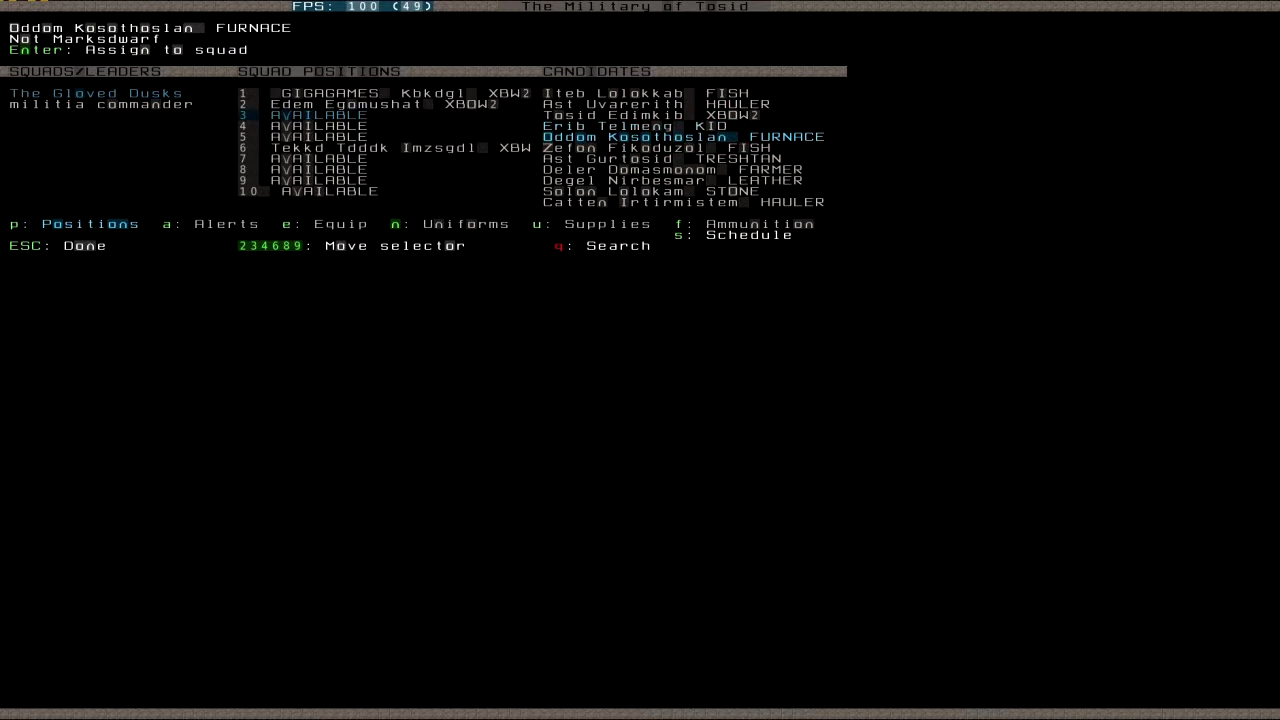 FPS: 100 (49) The Military of Tosid
Oddom Kosothoslan FURNACE
Not Marksdwarf
Enter: Assign to squad
SQUADS/LEADERS SQUAD POSITIONS CANDIDATES
The Gloved Dusks 1 GIGAGAMES Kbkdgl XBW2 Iteb Lolokkab FISH
militia commander 2 Edem Egomushat XBOW2 Ast Uvarerith HAULER
3 AVAILABLE Tosid Edimkib XBOW2
4 AVAILABLE Erib Telmeng KID
5 AVAILABLE Oddom Kosothoslan FURNACE
6 Tekkd Tdddk Imzsgdl XBW Zefon Fikoduzol FISH
7 AVAILABLE Ast Gurtosid TRESHTAN
8 AVAILABLE Deler Domasmonom FARMER
9 AVAILABLE Degel Nirbesmar LEATHER
10 AVAILABLE Solon Lolokam STONE
Catten Irtirmistem HAULER
p: Positions a: Alerts e: Equip n: Uniforms u: Supplies f: Ammunition
s: Schedule
ESC: Done 234689: Move selector q: Search